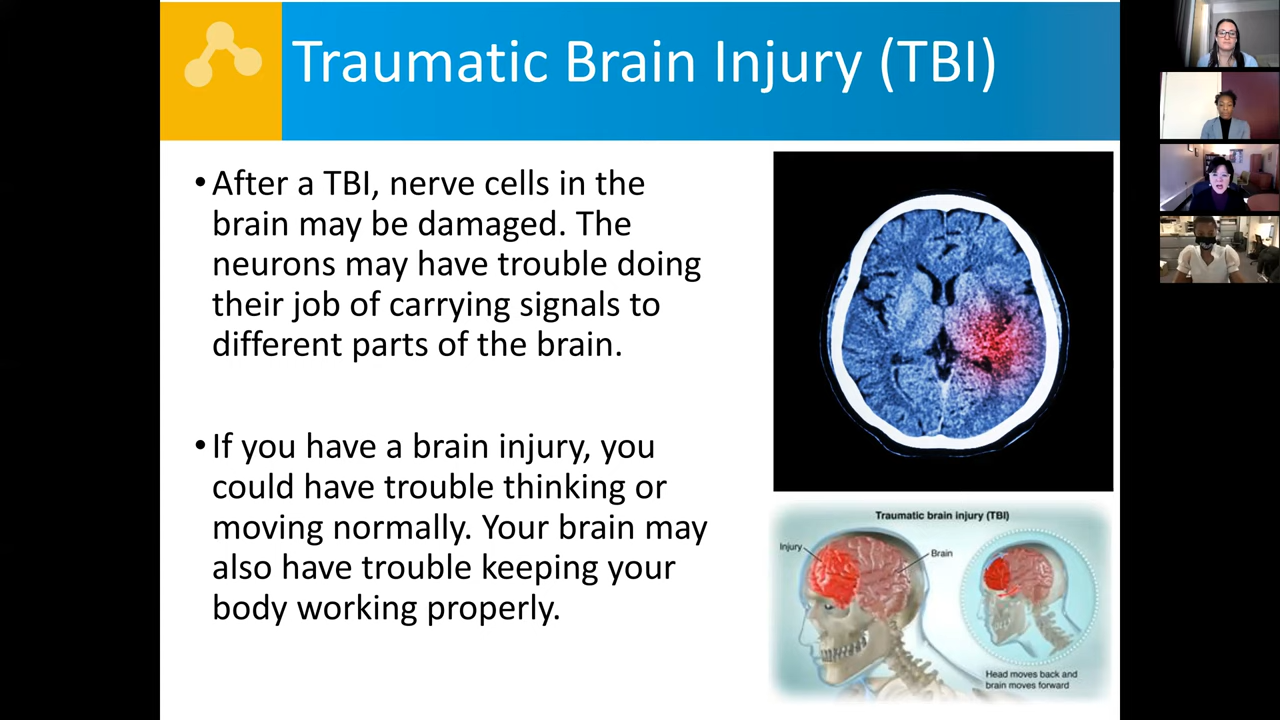 Traumatic Brain Injury (TBI)
•After a TBI, nerve cells in the
brain may be damaged. The
neurons may have trouble doing
their job of carrying signals to
different parts of the brain.
•If you have a brain injury, you
could have trouble thinking or
moving normally. Your brain may
also have trouble keeping your
body working properly.
Traumatic brain injury (TBI)
Injury
Brain
Head moves back and
brain moves forward